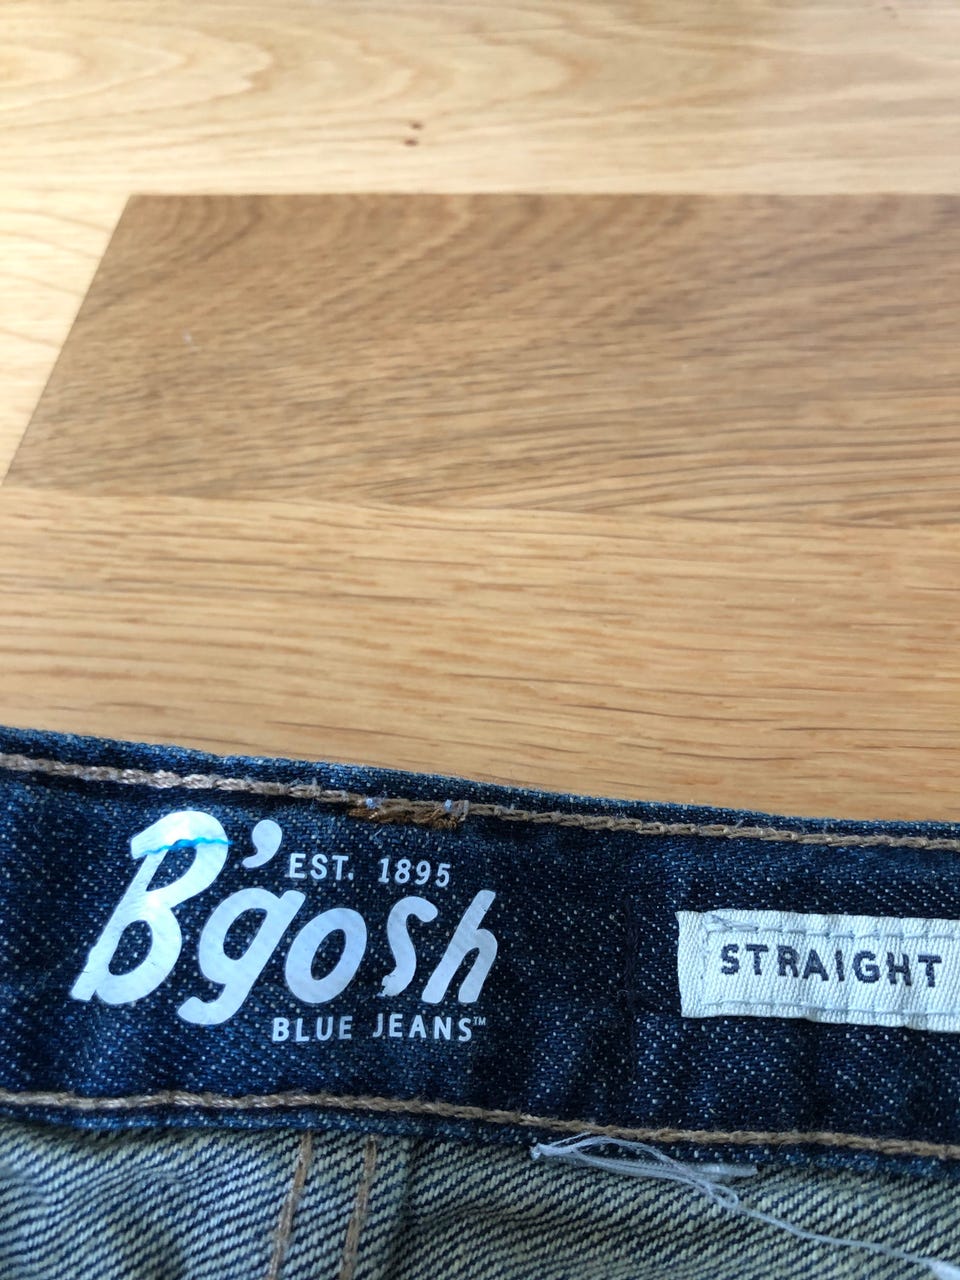 EST. 1895
B'gosh
BLUE JEANS™
STRAIGHT